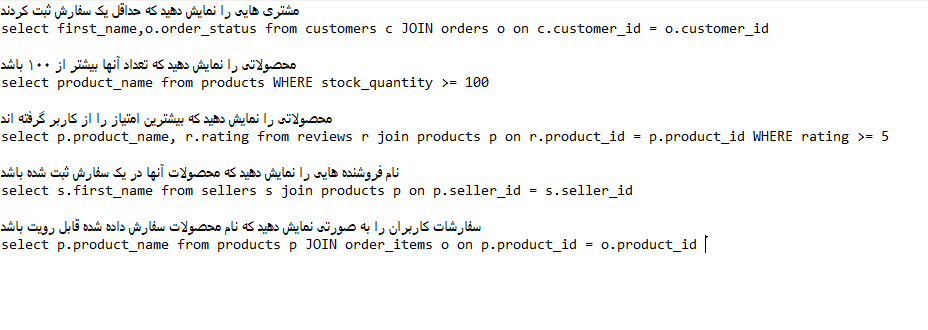 مشتری هایی را نمایش دهید که حداقل یک سفارش ثبت کردند
select first_name,o.order_status from customers c JOIN orders o on c.customer_id = o.customer_id
محصولاتی را نمایش دهید که تعداد آنها بیشتر از ۱۰۰ باشد
select product_name from products WHERE stock_quantity >= 100
محصولاتی را نمایش دهید که بیشترین امتیاز را از کاربر گرفته اند
select p.product_name, r.rating from reviews r join products p on r.product_id = p.product_id WHERE rating >= 5
نام فروشنده هایی را نمایش دهید که محصولات آنها در یک سفارش ثبت شده باشد
select s.first_name from sellers s join products p on p.seller_id = s.seller_id
سفارشات کاربران را به صورتی نمایش دهید که نام محصولات سفارش داده شده قابل رویت باشد
select p.product_name from products p JOIN order_items o on p.product_id = o.product_id